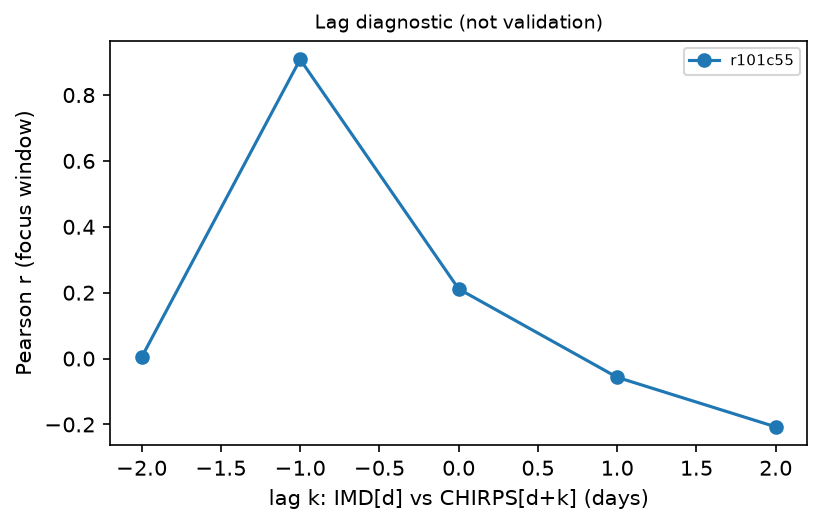 Lag diagnostic (not validation)
r101c55
Pearson r (focus window)
0.8
0.6
0.4
0.2
0.0
−0.2
−2.0 −1.5 −1.0 −0.5 0.0 0.5 1.0 1.5 2.0
lag k: IMD[d] vs CHIRPS[d+k] (days)